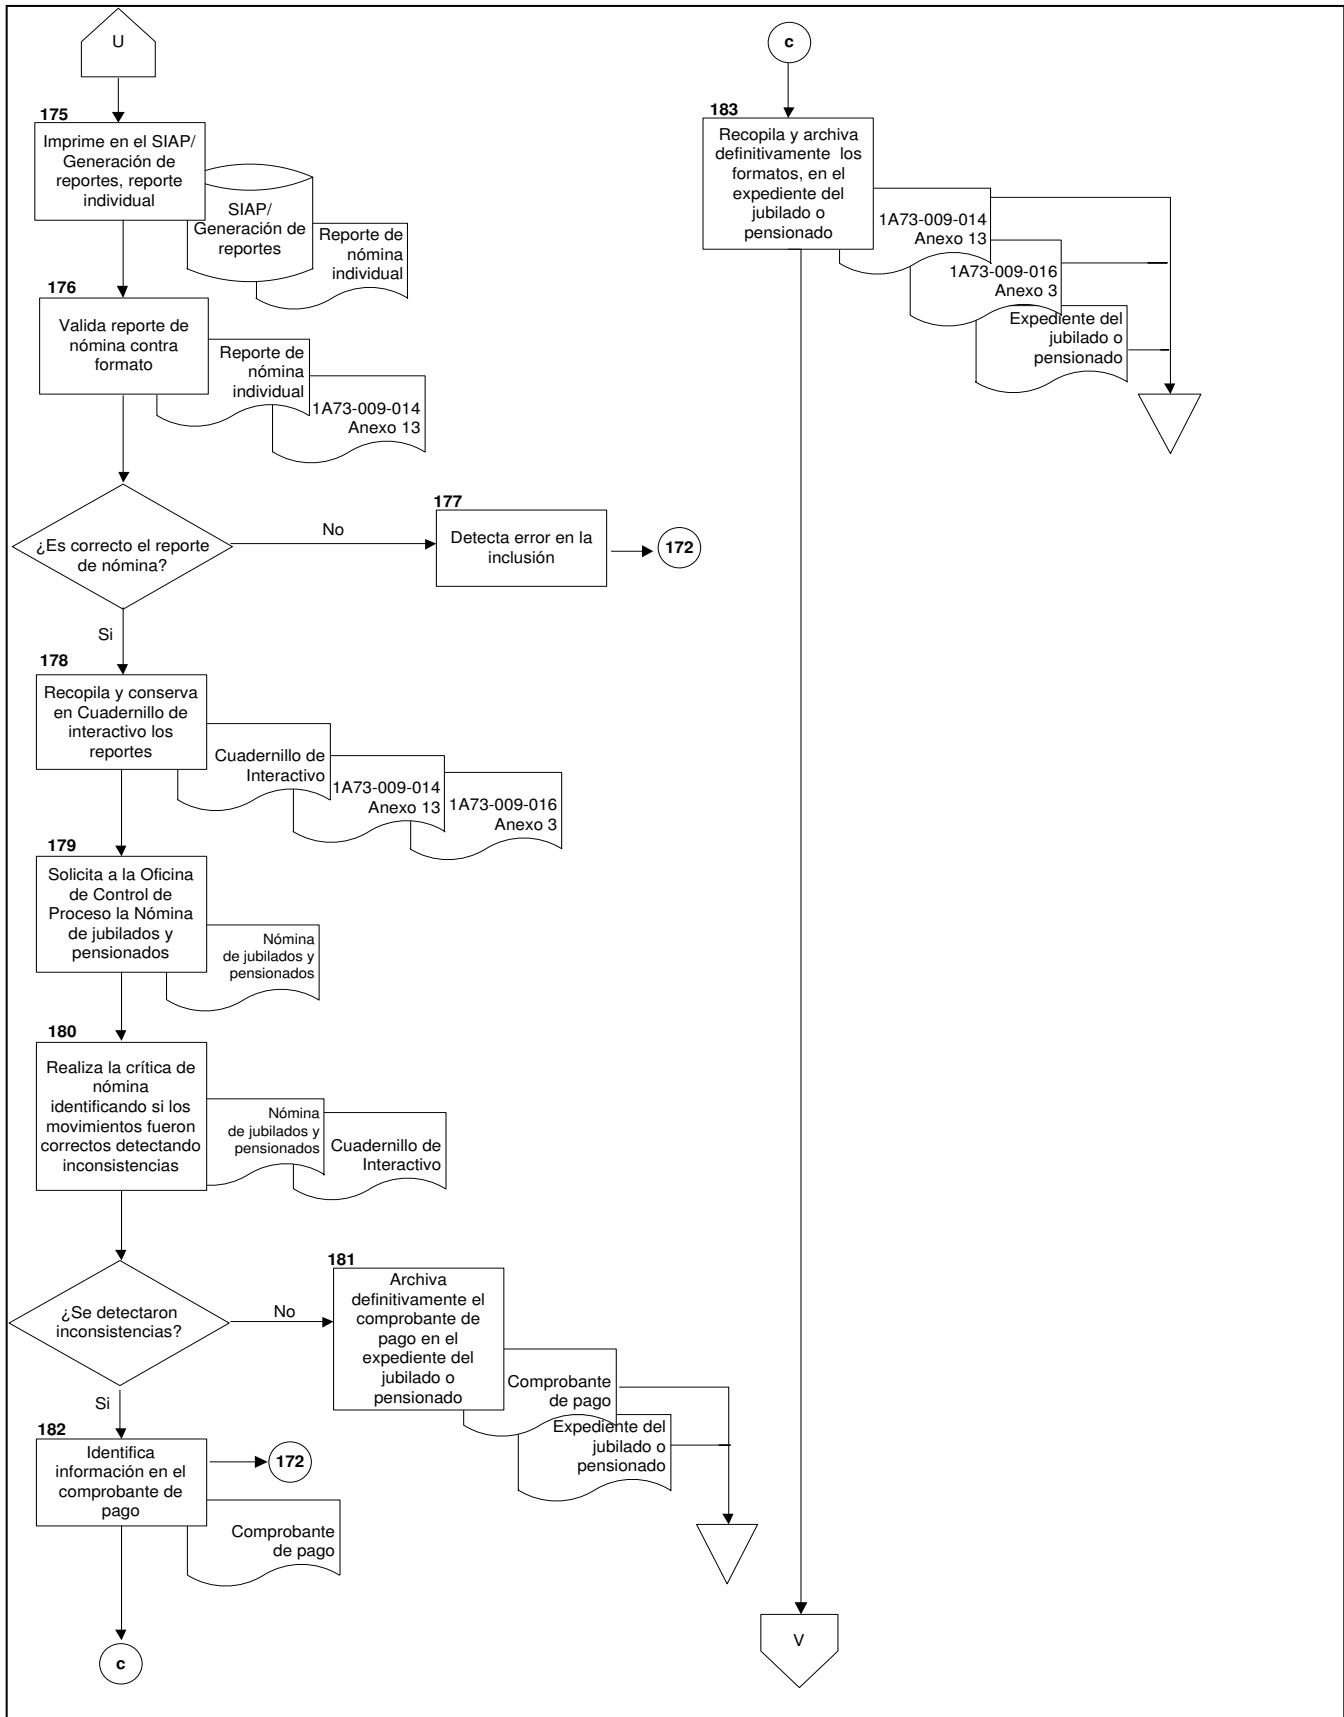 U
175
Imprime en el SIAP/
Generación de
reportes, reporte
individual
SIAP/
Generación de
reportes
Reporte de
nómina
individual
176
Valida reporte de
nómina contra
formato
Reporte de
nómina
individual
1A73-009-014
Anexo 13
¿Es correcto el reporte
de nómina?
No
177
Detecta error en la
inclusión
172
Si
178
Recopila y conserva
en Cuadernillo de
interactivo los
reportes
Cuadernillo de
Interactivo
1A73-009-014
Anexo 13
1A73-009-016
Anexo 3
179
Solicita a la Oficina
de Control de
Proceso la Nómina
de jubilados y
pensionados
Nómina
de jubilados y
pensionados
180
Realiza la crítica de
nómina
identificando si los
movimientos fueron
correctos detectando
inconsistencias
Nómina
de jubilados y
pensionados
Cuadernillo de
Interactivo
¿Se detectaron
inconsistencias?
No
181
Archiva
definitivamente el
comprobante de
pago en el
expediente del
jubilado o
pensionado
Comprobante
de pago
Expediente del
jubilado o
pensionado
Si
182
Identifica
información en el
comprobante de
pago
172
Comprobante
de pago
c
c
183
Recopila y archiva
definitivamente los
formatos, en el
expediente del
jubilado o
pensionado
1A73-009-014
Anexo 13
1A73-009-016
Anexo 3
Expediente del
jubilado o
pensionado
V